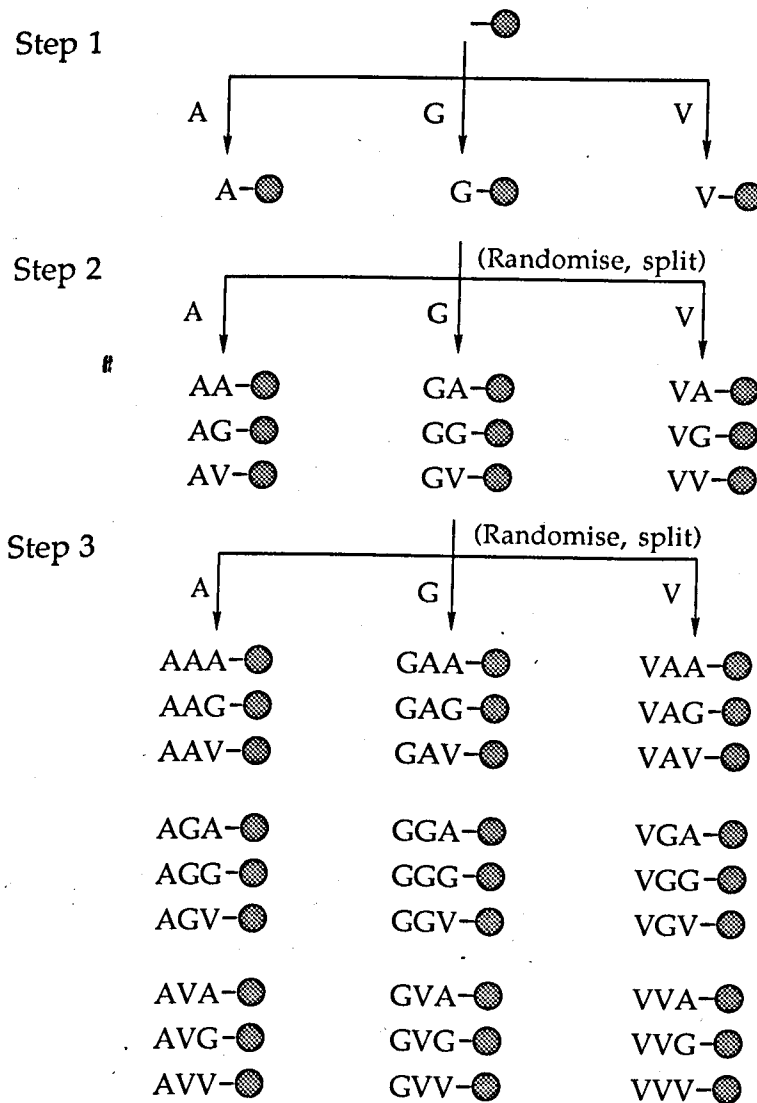 Step 1
A G V
A- G- V-
Step 2
(Randomise, split)
A G V
AA- GA- VA-
AG- GG- VG-
AV- GV- VV-
Step 3
(Randomise, split)
A G V
AAA- GAA- VAA-
AAG- GAG- VAG-
AAV- GAV- VAV-
AGA- GGA- VGA-
AGG- GGG- VGG-
AGV- GGV- VGV-
AVA- GVA- VVA-
AVG- GVG- VVG-
AVV- GVV- VVV-